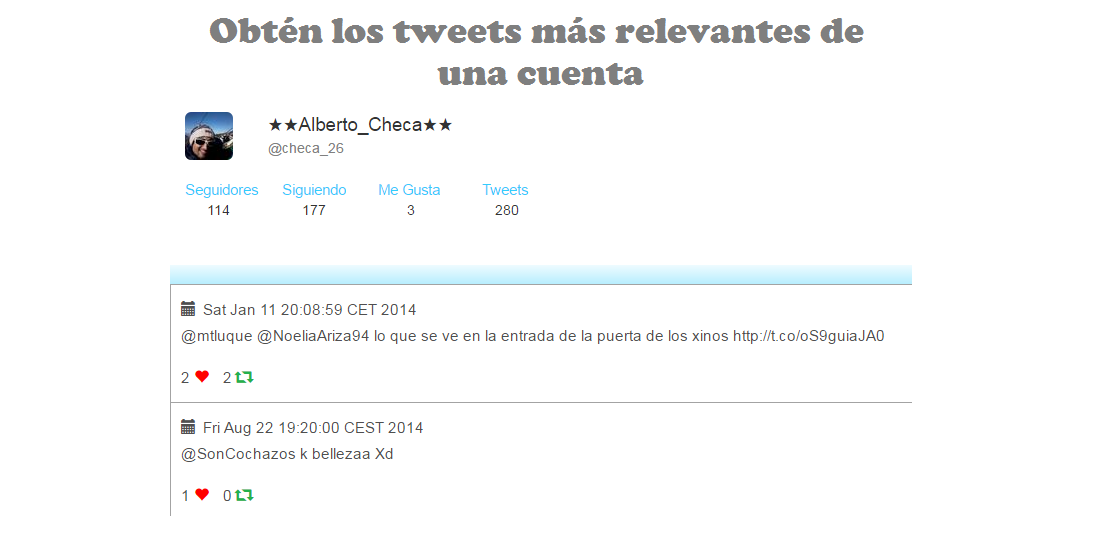 Obtén los tweets más relevantes de
una cuenta
★★Alberto_Checa★★
@checa_26
Seguidores Siguiendo Me Gusta Tweets
114 177 3 280
Sat Jan 11 20:08:59 CET 2014
@mtluque @NoeliaAriza94 lo que se ve en la entrada de la puerta de los xinos http://t.co/oS9guiaJA0
2 2
Fri Aug 22 19:20:00 CEST 2014
@SonCochazos k bellezaa Xd
1 0